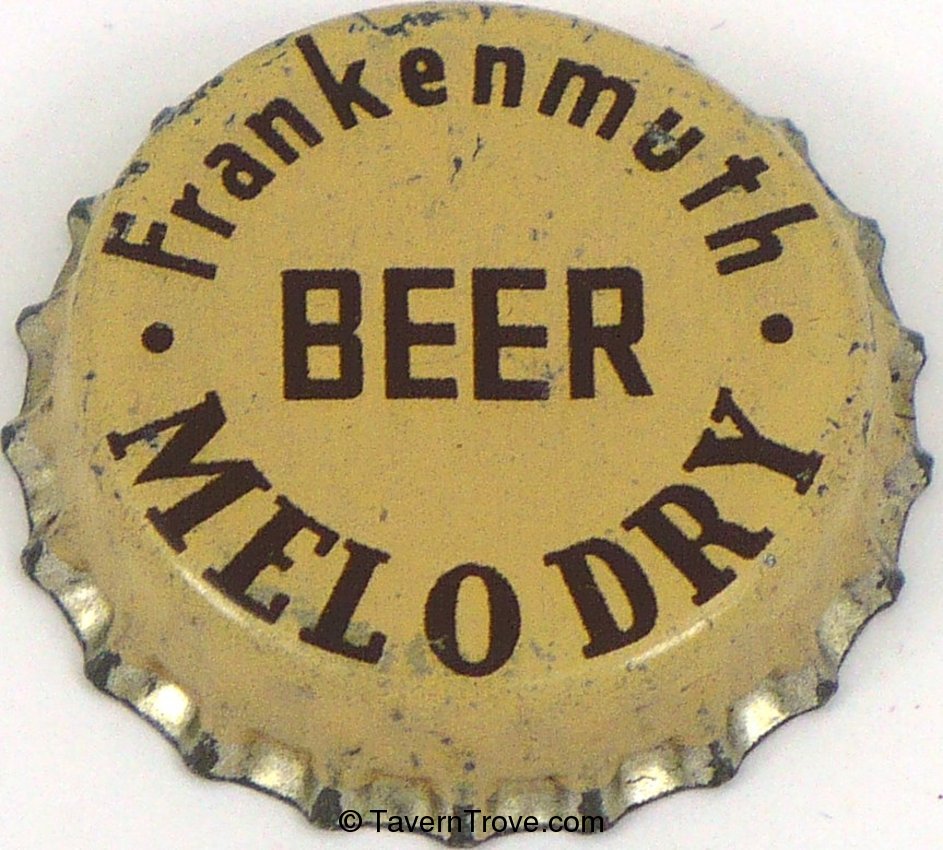 Frankenmuth
BEER
MELO DRY
© TavernTrove.com